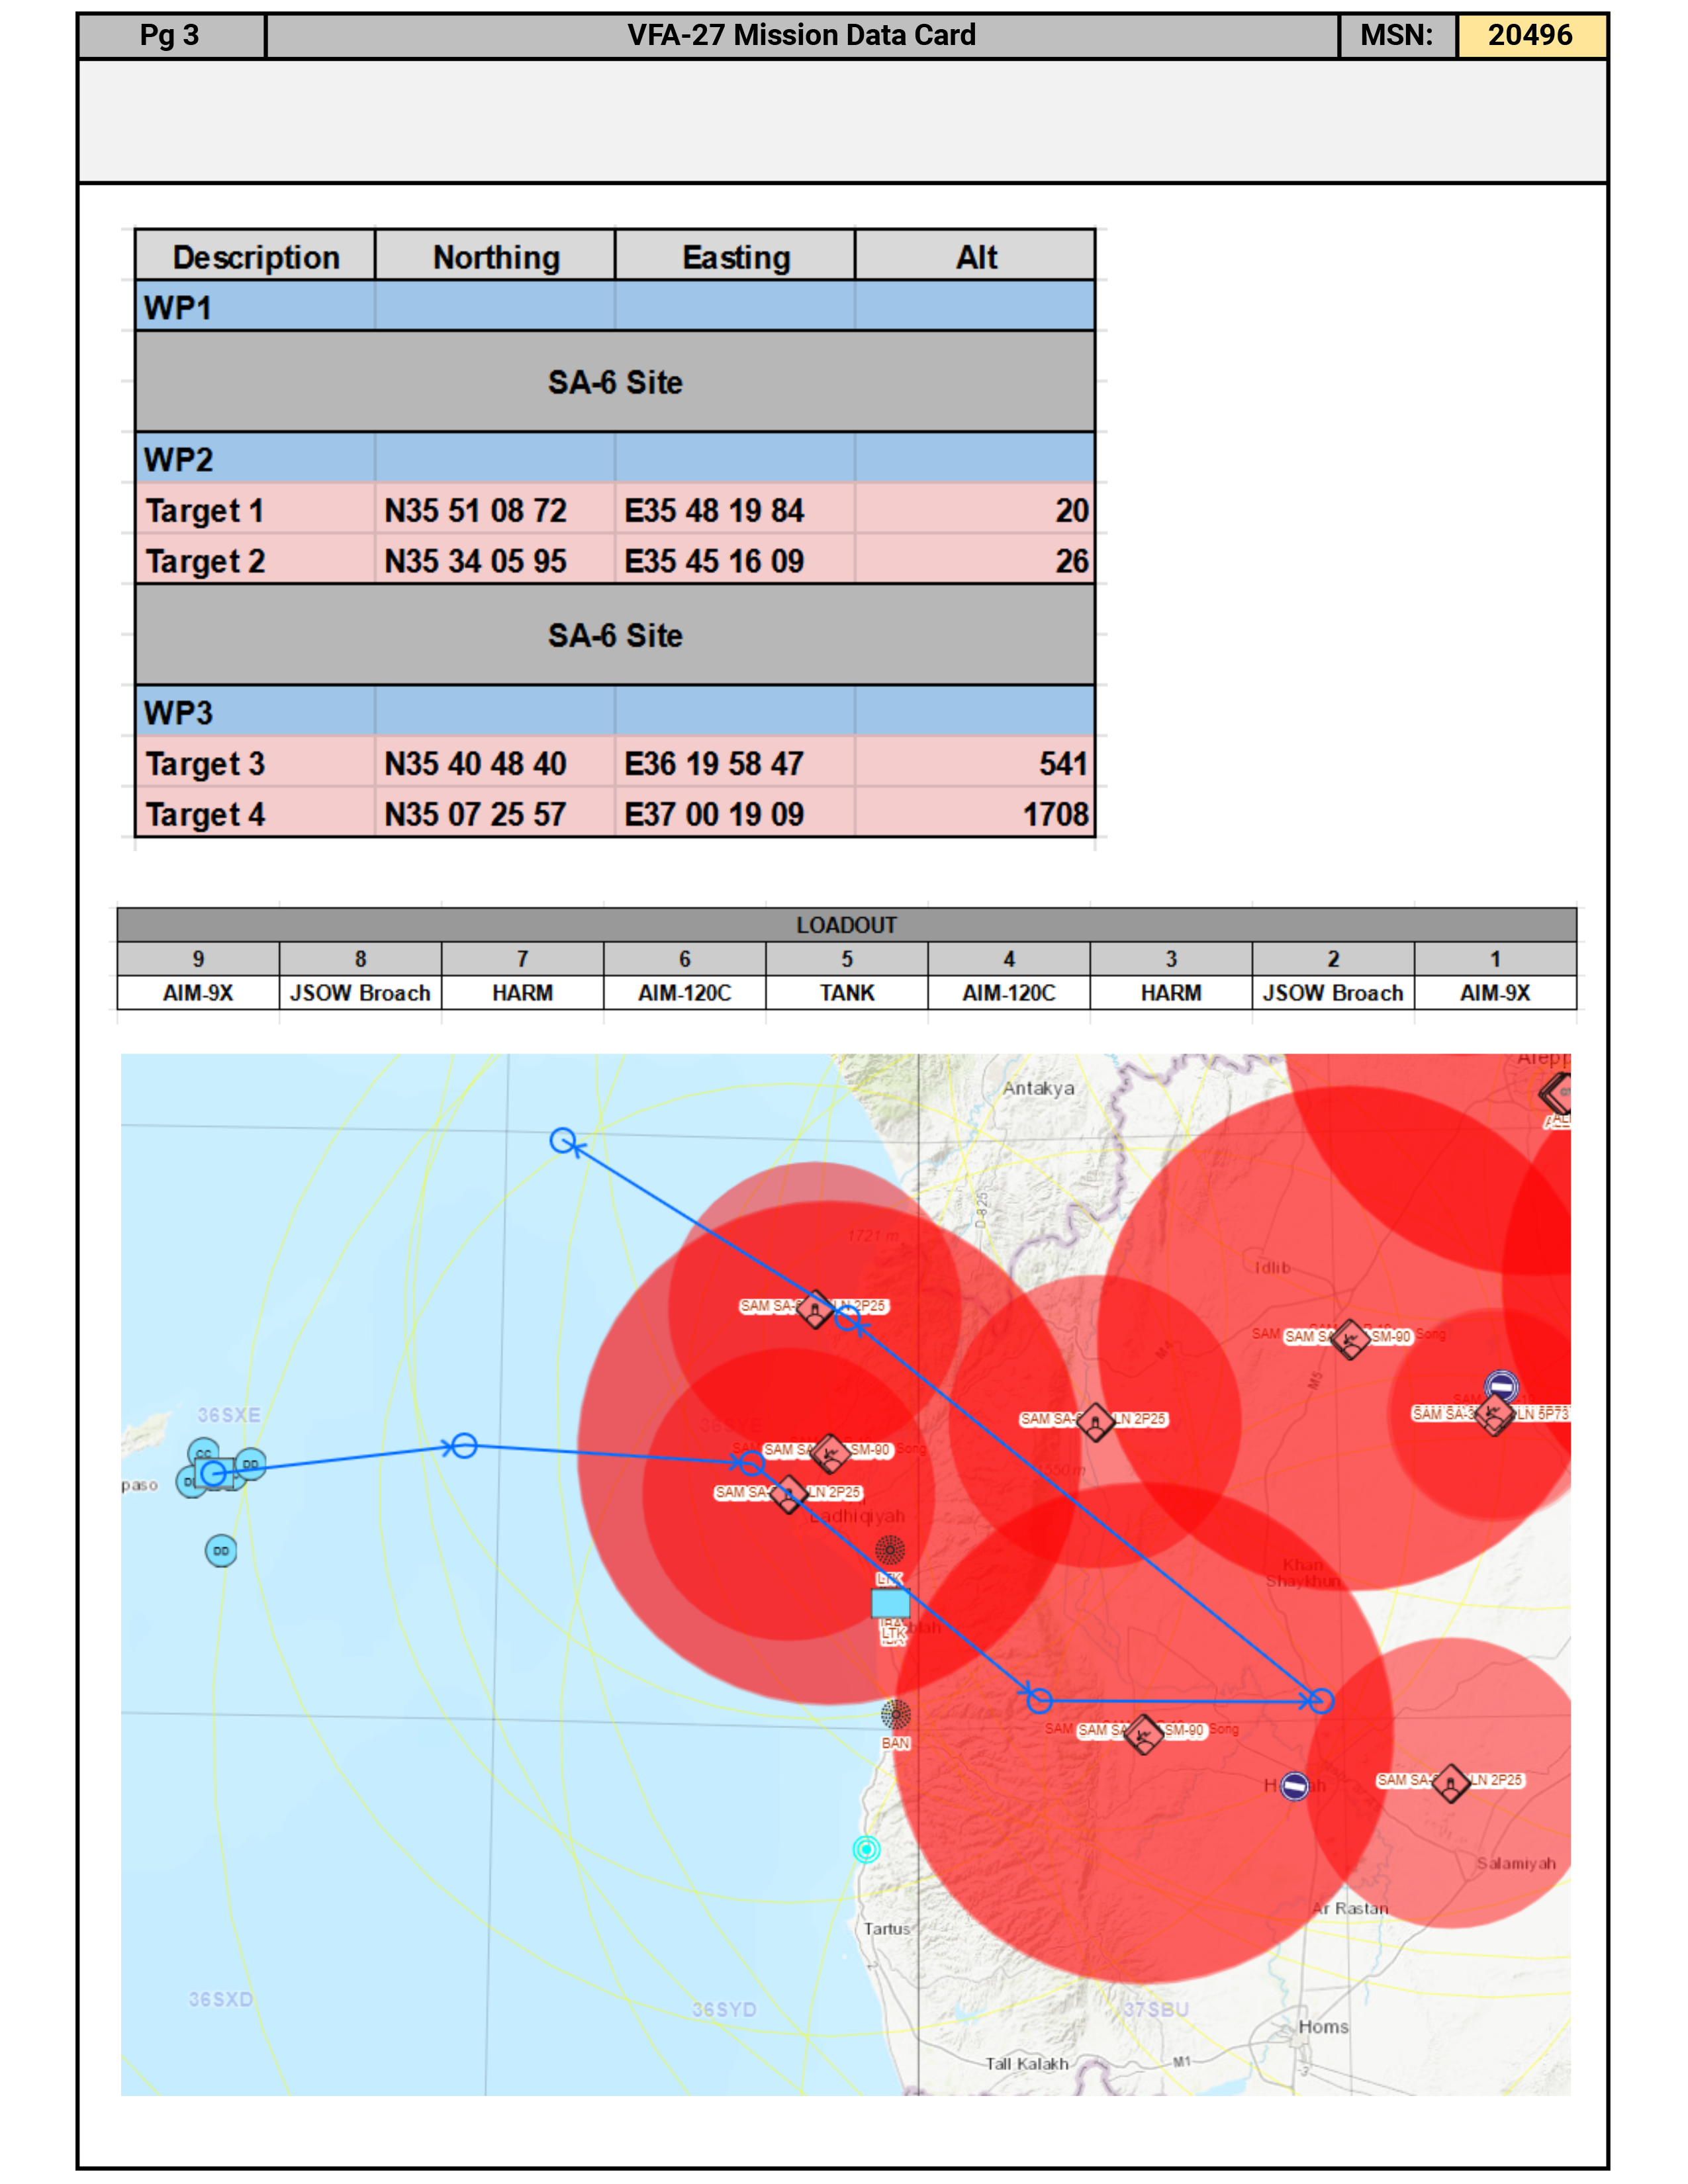 Pg 3 VFA-27 Mission Data Card MSN: 20496
Description Northing Easting Alt
WP1
SA-6 Site
WP2
Target 1 N35 51 08 72 E35 48 19 84 20
Target 2 N35 34 05 95 E35 45 16 09 26
SA-6 Site
WP3
Target 3 N35 40 48 40 E36 19 58 47 541
Target 4 N35 07 25 57 E37 00 19 09 1708
LOADOUT
9 8 7 6 5 4 3 2 1
AIM-9X JSOW Broach HARM AIM-120C TANK AIM-120C HARM JSOW Broach AIM-9X
Antakya
D-825
1721 m
Idlib
SAM SA- LN 2P25
SAM SAM SA SM-90 Song
M4
M5
36SXE
SAM SA- LN 2P25
SAM SA-3 LN 5P73
CC
DD
36SYE
SAM SAM SA SM-90 Song
1550 m
paso
SAM SA- LN 2P25
Ladhiqiyah
DD
LTK
Khan
Shaykhun
LTK
BAN
SAM SAM SA SM-90 Song
SAM SA- LN 2P25
Salamiyah
Ar Rastan
Tartus
36SXD
36SYD
37SBU
Homs
Tall Kalakh
M1